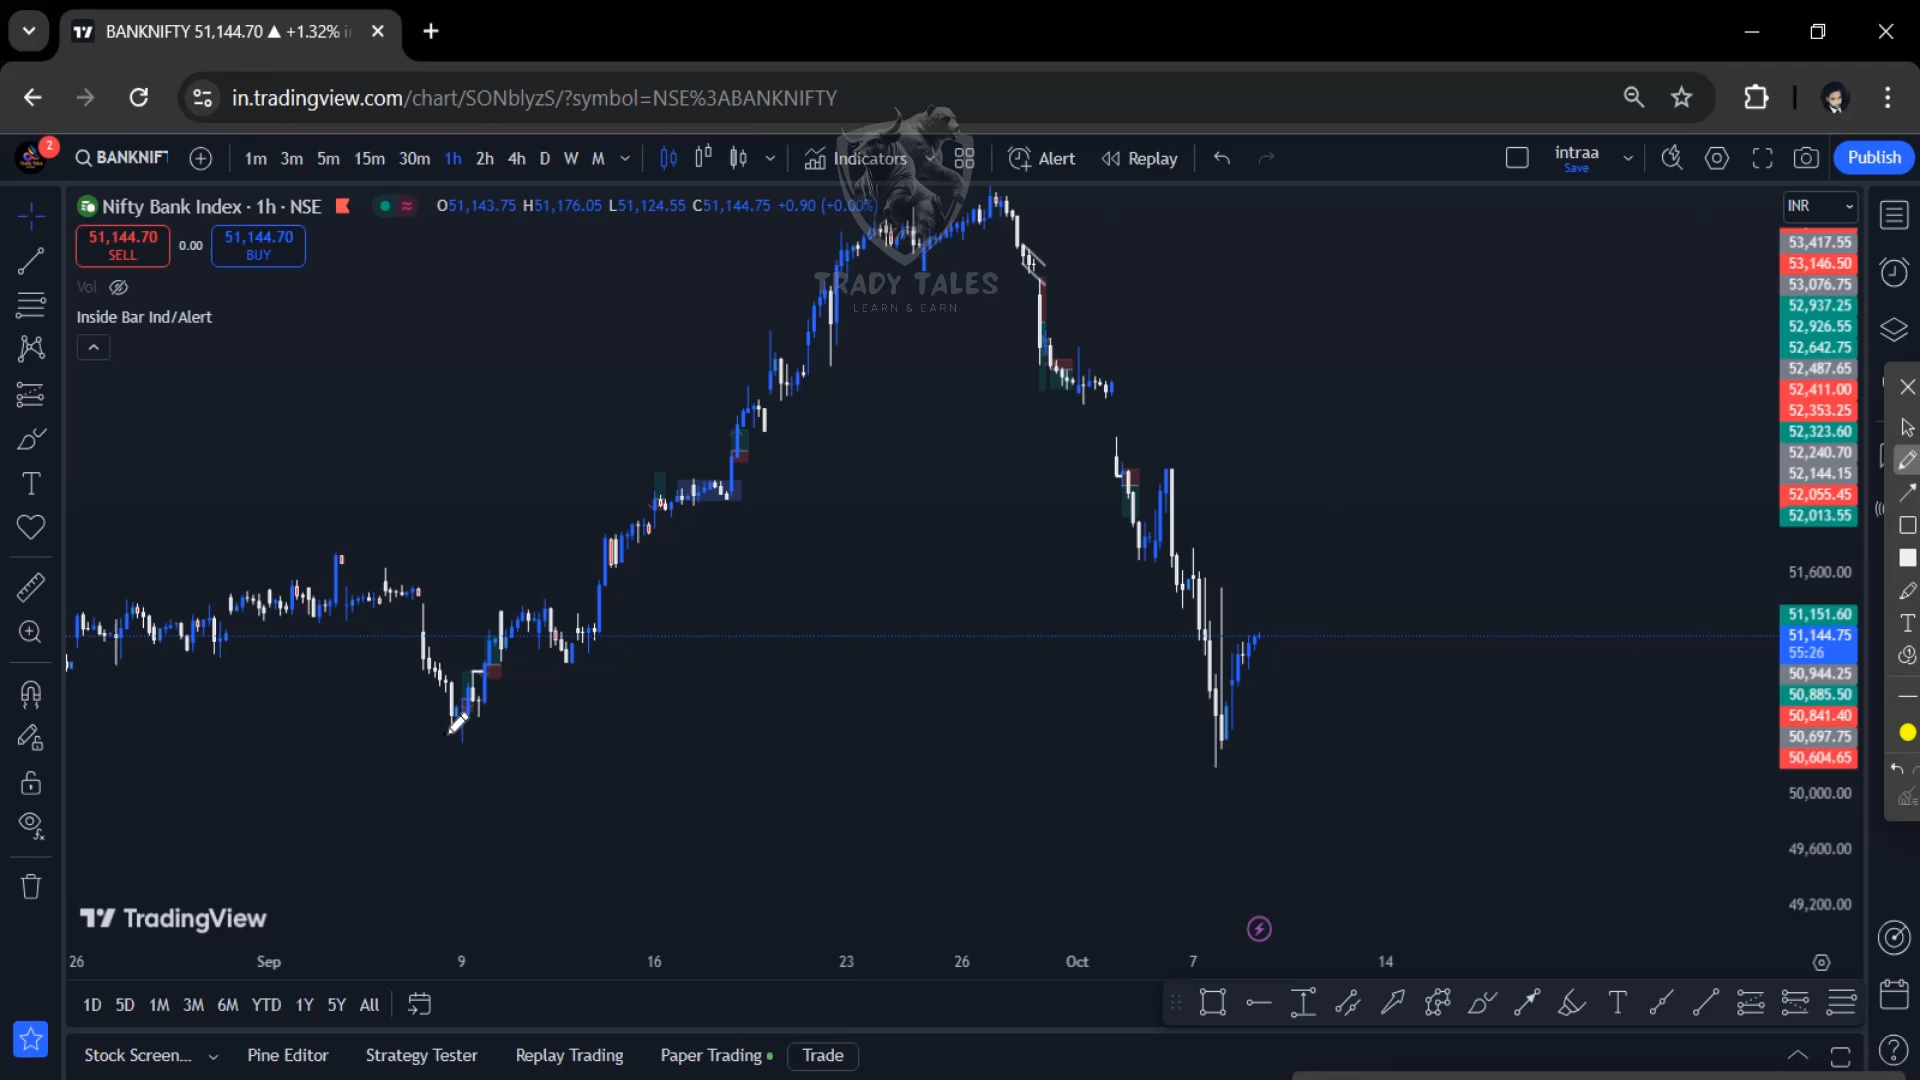 BANKNIFTY 51,144.70 ▲ +1.32%
in.tradingview.com/chart/SONblyzS/?symbol=NSE%3ABANKNIFTY
2
BANKNIFT
1m 3m 5m 15m 30m 1h 2h 4h D W M
Indicators
Alert
Replay
intraa
Save
Publish
Nifty Bank Index · 1h · NSE
O51,143.75 H51,176.05 L51,124.55 C51,144.75 +0.90 (+0.00%)
INR
51,144.70
SELL
0.00
51,144.70
BUY
Vol
Inside Bar Ind/Alert
TRADY TALES
LEARN & EARN
53,417.55
53,146.50
53,076.75
52,937.25
52,926.55
52,642.75
52,487.65
52,411.00
52,353.25
52,323.60
52,240.70
52,144.15
52,055.45
52,013.55
51,600.00
51,151.60
51,144.75
55:26
50,944.25
50,885.50
50,841.40
50,697.75
50,604.65
50,000.00
49,600.00
49,200.00
TradingView
26 Sep 9 16 23 26 Oct 7 14
1D 5D 1M 3M 6M YTD 1Y 5Y All
Stock Screen... Pine Editor Strategy Tester Replay Trading Paper Trading Trade